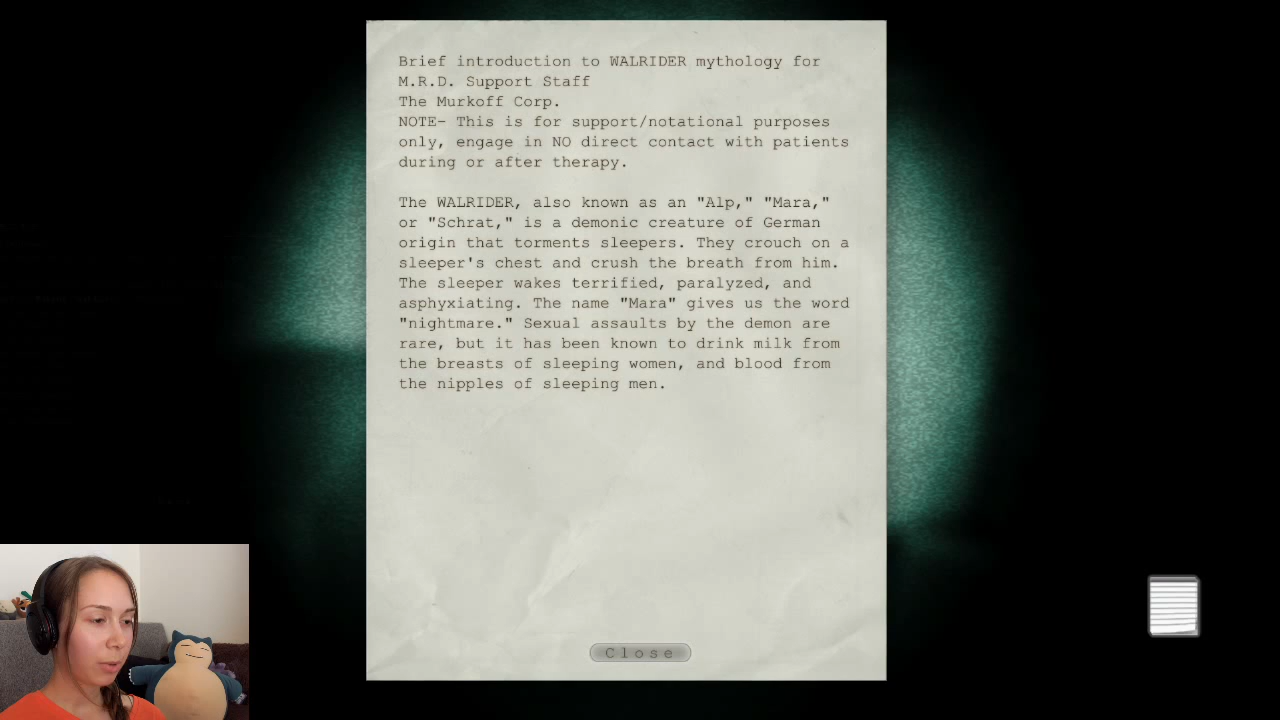 Brief introduction to WALRIDER mythology for
M.R.D. Support Staff
The Murkoff Corp.
NOTE- This is for support/notational purposes
only, engage in NO direct contact with patients
during or after therapy.
The WALRIDER, also known as an "Alp," "Mara,"
or "Schrat," is a demonic creature of German
origin that torments sleepers. They crouch on a
sleeper's chest and crush the breath from him.
The sleeper wakes terrified, paralyzed, and
asphyxiating. The name "Mara" gives us the word
"nightmare." Sexual assaults by the demon are
rare, but it has been known to drink milk from
the breasts of sleeping women, and blood from
the nipples of sleeping men.
Close